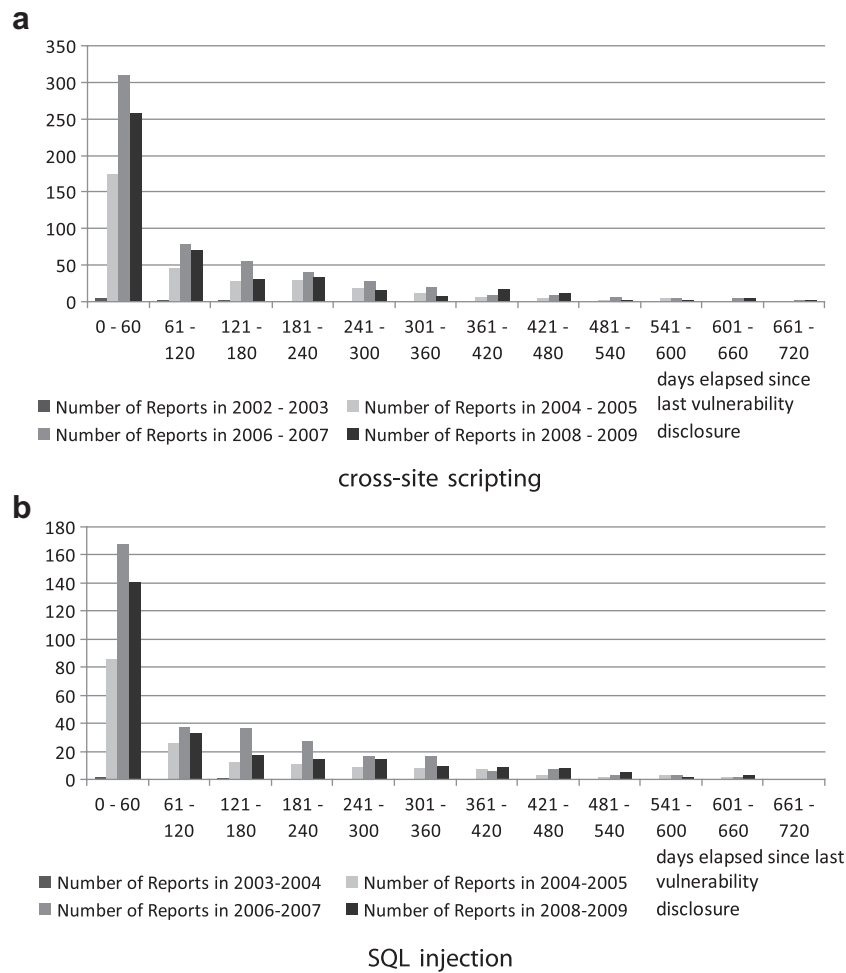 a
350
300
250
200
150
100
50
0
0 - 60 61 - 121 - 181 - 241 - 301 - 361 - 421 - 481 - 541 - 601 - 661 -
120 180 240 300 360 420 480 540 600 660 720
days elapsed since
last vulnerability
disclosure
Number of Reports in 2002 - 2003 Number of Reports in 2004 - 2005
Number of Reports in 2006 - 2007 Number of Reports in 2008 - 2009
cross-site scripting
b
180
160
140
120
100
80
60
40
20
0
0 - 60 61 - 121 - 181 - 241 - 301 - 361 - 421 - 481 - 541 - 601 - 661 -
120 180 240 300 360 420 480 540 600 660 720
days elapsed since last
vulnerability
disclosure
Number of Reports in 2003-2004 Number of Reports in 2004-2005
Number of Reports in 2006-2007 Number of Reports in 2008-2009
SQL injection